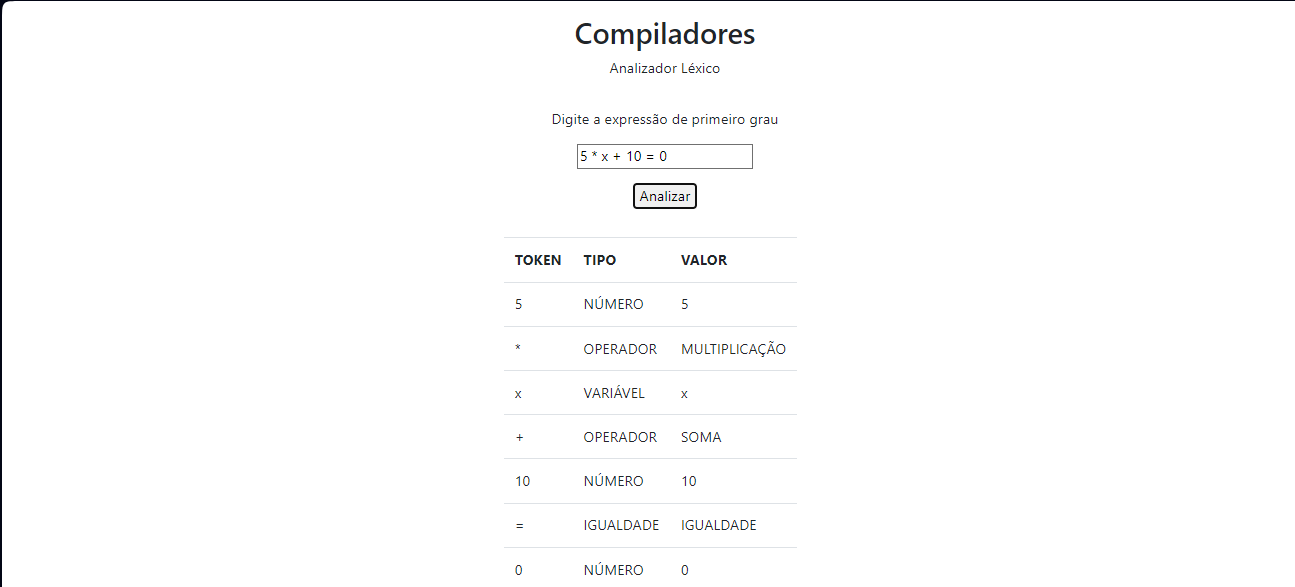 Compiladores
Analizador Léxico
Digite a expressão de primeiro grau
5 * x + 10 = 0
Analizar
TOKEN TIPO VALOR
5 NÚMERO 5
* OPERADOR MULTIPLICAÇÃO
x VARIÁVEL x
+ OPERADOR SOMA
10 NÚMERO 10
= IGUALDADE IGUALDADE
0 NÚMERO 0